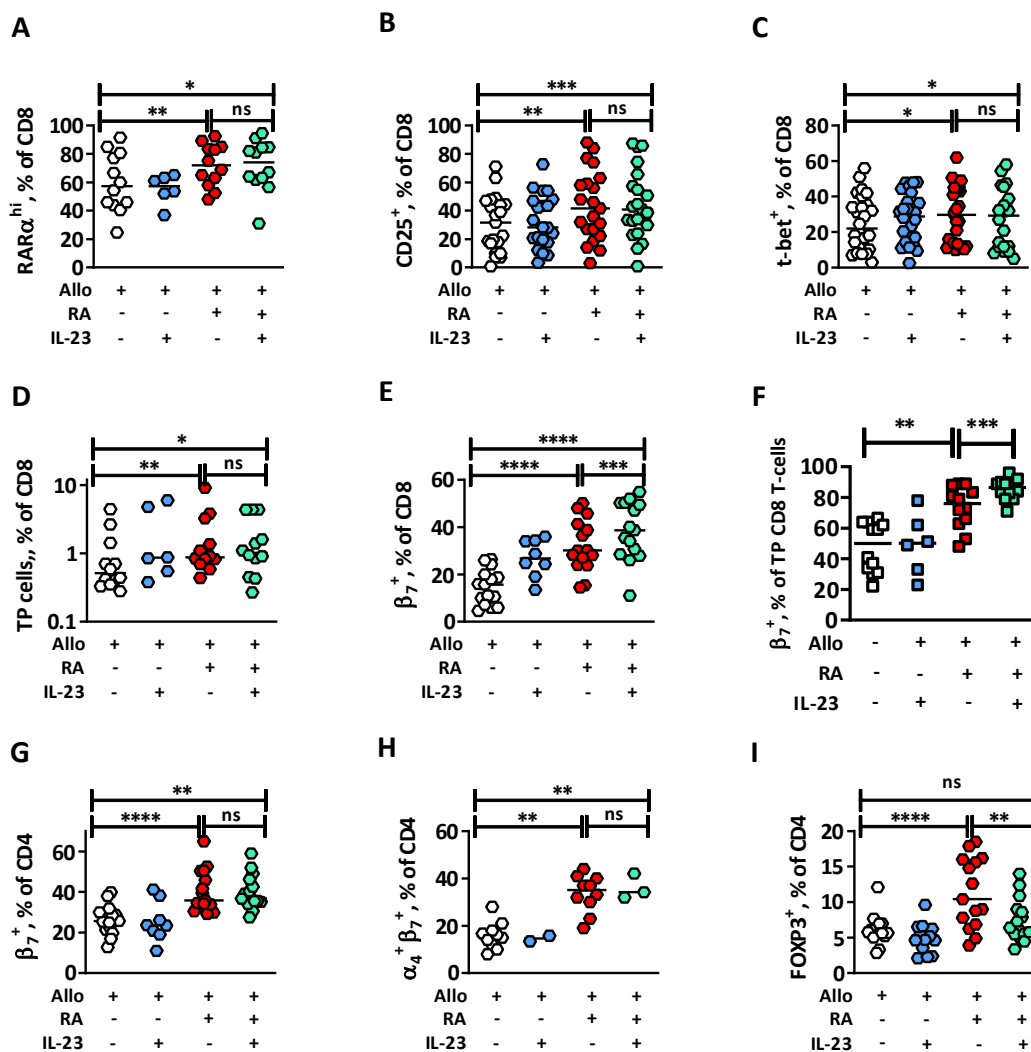 A
*
**
ns
RARα^hi, % of CD8
100
80
60
40
20
0
Allo + + + +
RA - - + +
IL-23 - + - +
B
***
**
ns
CD25⁺, % of CD8
100
80
60
40
20
0
Allo + + + +
RA - - + +
IL-23 - + - +
C
*
*
ns
t-bet⁺, % of CD8
100
80
60
40
20
0
Allo + + + +
RA - - + +
IL-23 - + - +
D
*
**
ns
TP cells,, % of CD8
10
1
0.1
Allo + + + +
RA - - + +
IL-23 - + - +
E
****
****
***
β₇⁺, % of CD8
60
40
20
0
Allo + + + +
RA - - + +
IL-23 - + - +
F
**
***
β₇⁺, % of TP CD8 T-cells
100
80
60
40
20
0
Allo - + + +
RA - - + +
IL-23 - + - +
G
**
****
ns
β₇⁺, % of CD4
60
40
20
0
Allo + + + +
RA - - + +
IL-23 - + - +
H
**
**
ns
α₄⁺ β₇⁺, % of CD4
60
40
20
0
Allo + + + +
RA - - + +
IL-23 - + - +
I
ns
****
**
FOXP3⁺, % of CD4
20
15
10
5
0
Allo + + + +
RA - - + +
IL-23 - + - +